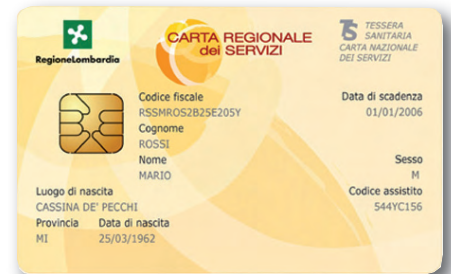 RegioneLombardia
CARTA REGIONALE
dei SERVIZI
TS TESSERA
SANITARIA
CARTA NAZIONALE
DEI SERVIZI
Codice fiscale
RSSMROS2B25E205Y
Cognome
ROSSI
Nome
MARIO
Data di scadenza
01/01/2006
Sesso
M
Luogo di nascita
CASSINA DE' PECCHI
Codice assistito
544YC156
Provincia Data di nascita
MI 25/03/1962